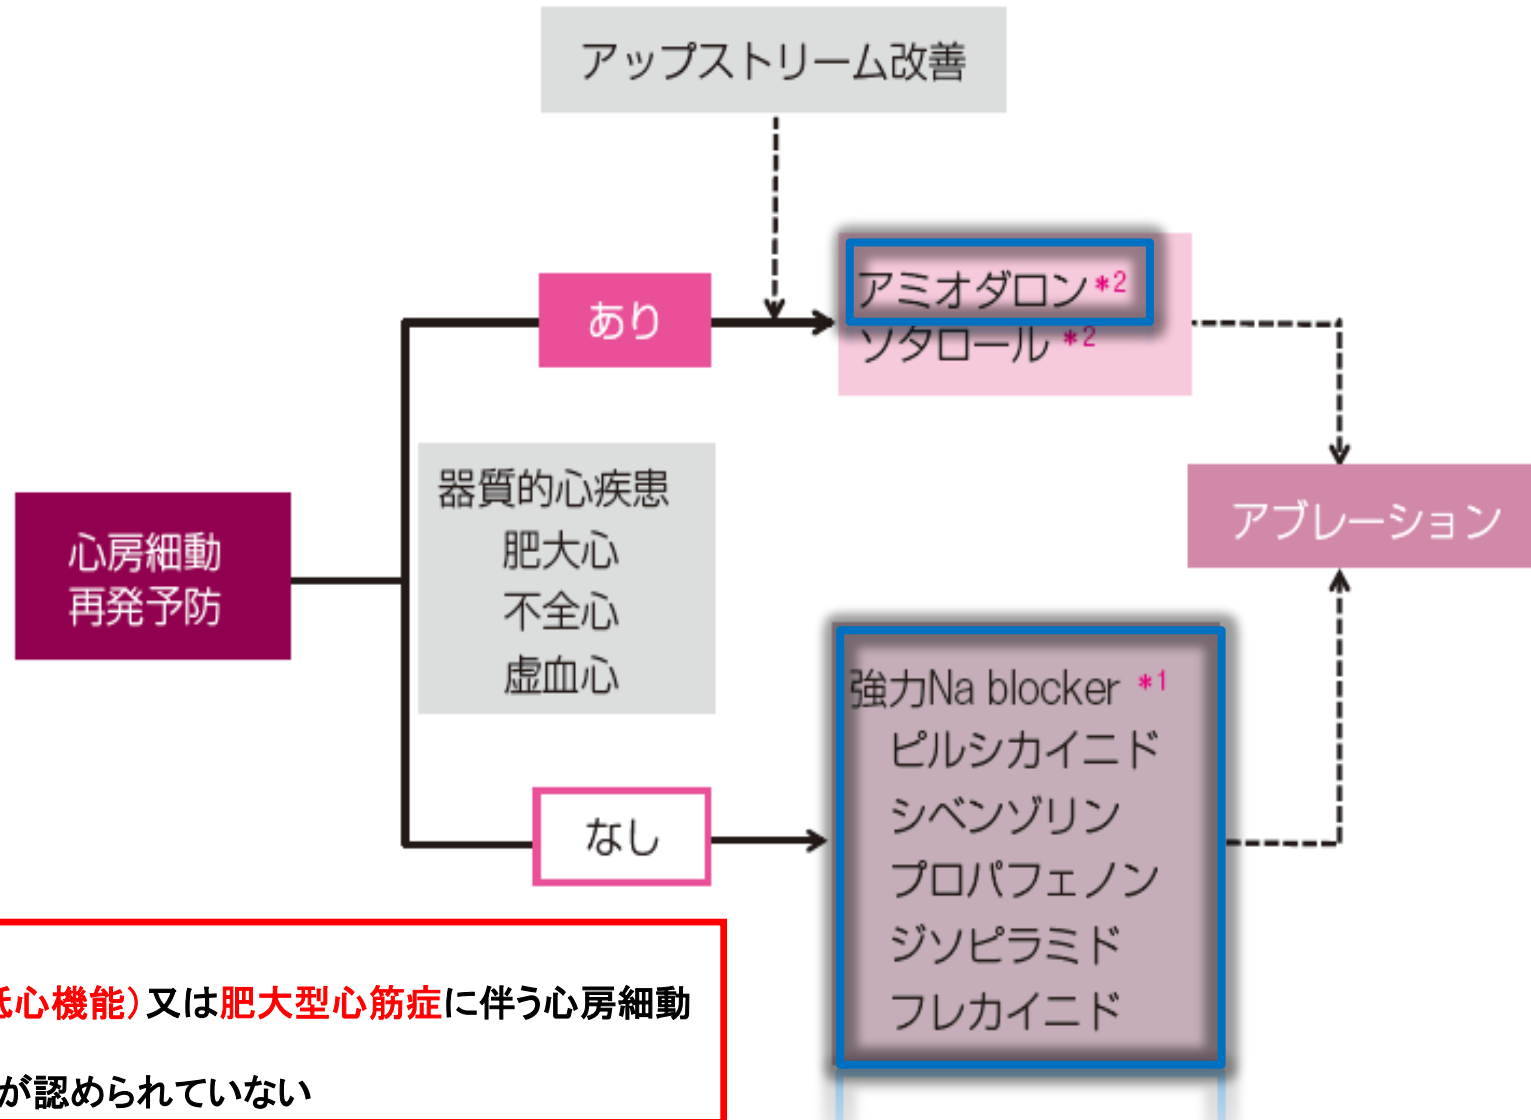 アップストリーム改善
あり
アミオダロン*2
ソタロール*2
器質的心疾患
肥大心
不全心
虚血心
心房細動
再発予防
アブレーション
なし
強力Na blocker *1
ピルシカイニド
シベンゾリン
プロパフェノン
ジソピラミド
フレカイニド
心機能）又は肥大型心筋症に伴う心房細動
が認められていない